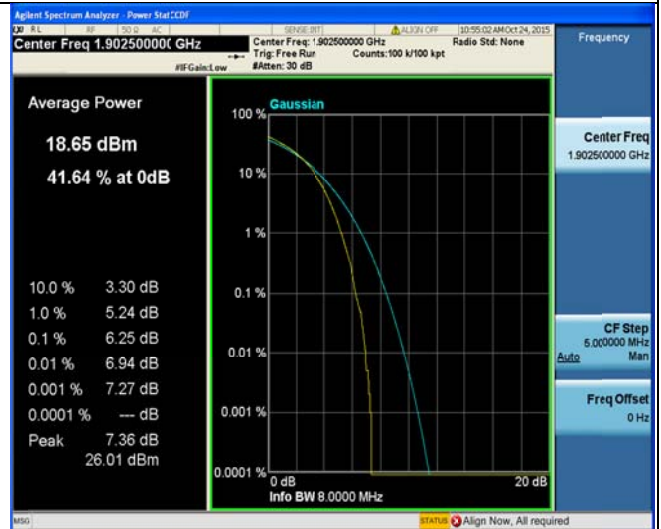 Agilent Spectrum Analyzer - Power Stat CCDF
RL RF 50 Ω AC SENSE:INT ALIGN OFF 10:55:02 AM Oct 24, 2015
Center Freq 1.902500000 GHz
Center Freq: 1.902500000 GHz Radio Std: None
Trig: Free Run Counts:100 k/100 kpt
#IFGain:Low #Atten: 30 dB
Frequency
Average Power
18.65 dBm
41.64 % at 0dB
10.0 % 3.30 dB
1.0 % 5.24 dB
0.1 % 6.25 dB
0.01 % 6.94 dB
0.001 % 7.27 dB
0.0001 % --- dB
Peak 7.36 dB
26.01 dBm
Gaussian
100 %
10 %
1 %
0.1 %
0.01 %
0.001 %
0.0001 %
0 dB 20 dB
Info BW 8.0000 MHz
Center Freq
1.902500000 GHz
CF Step
5.000000 MHz
Auto Man
Freq Offset
0 Hz
MSG STATUS Align Now, All required